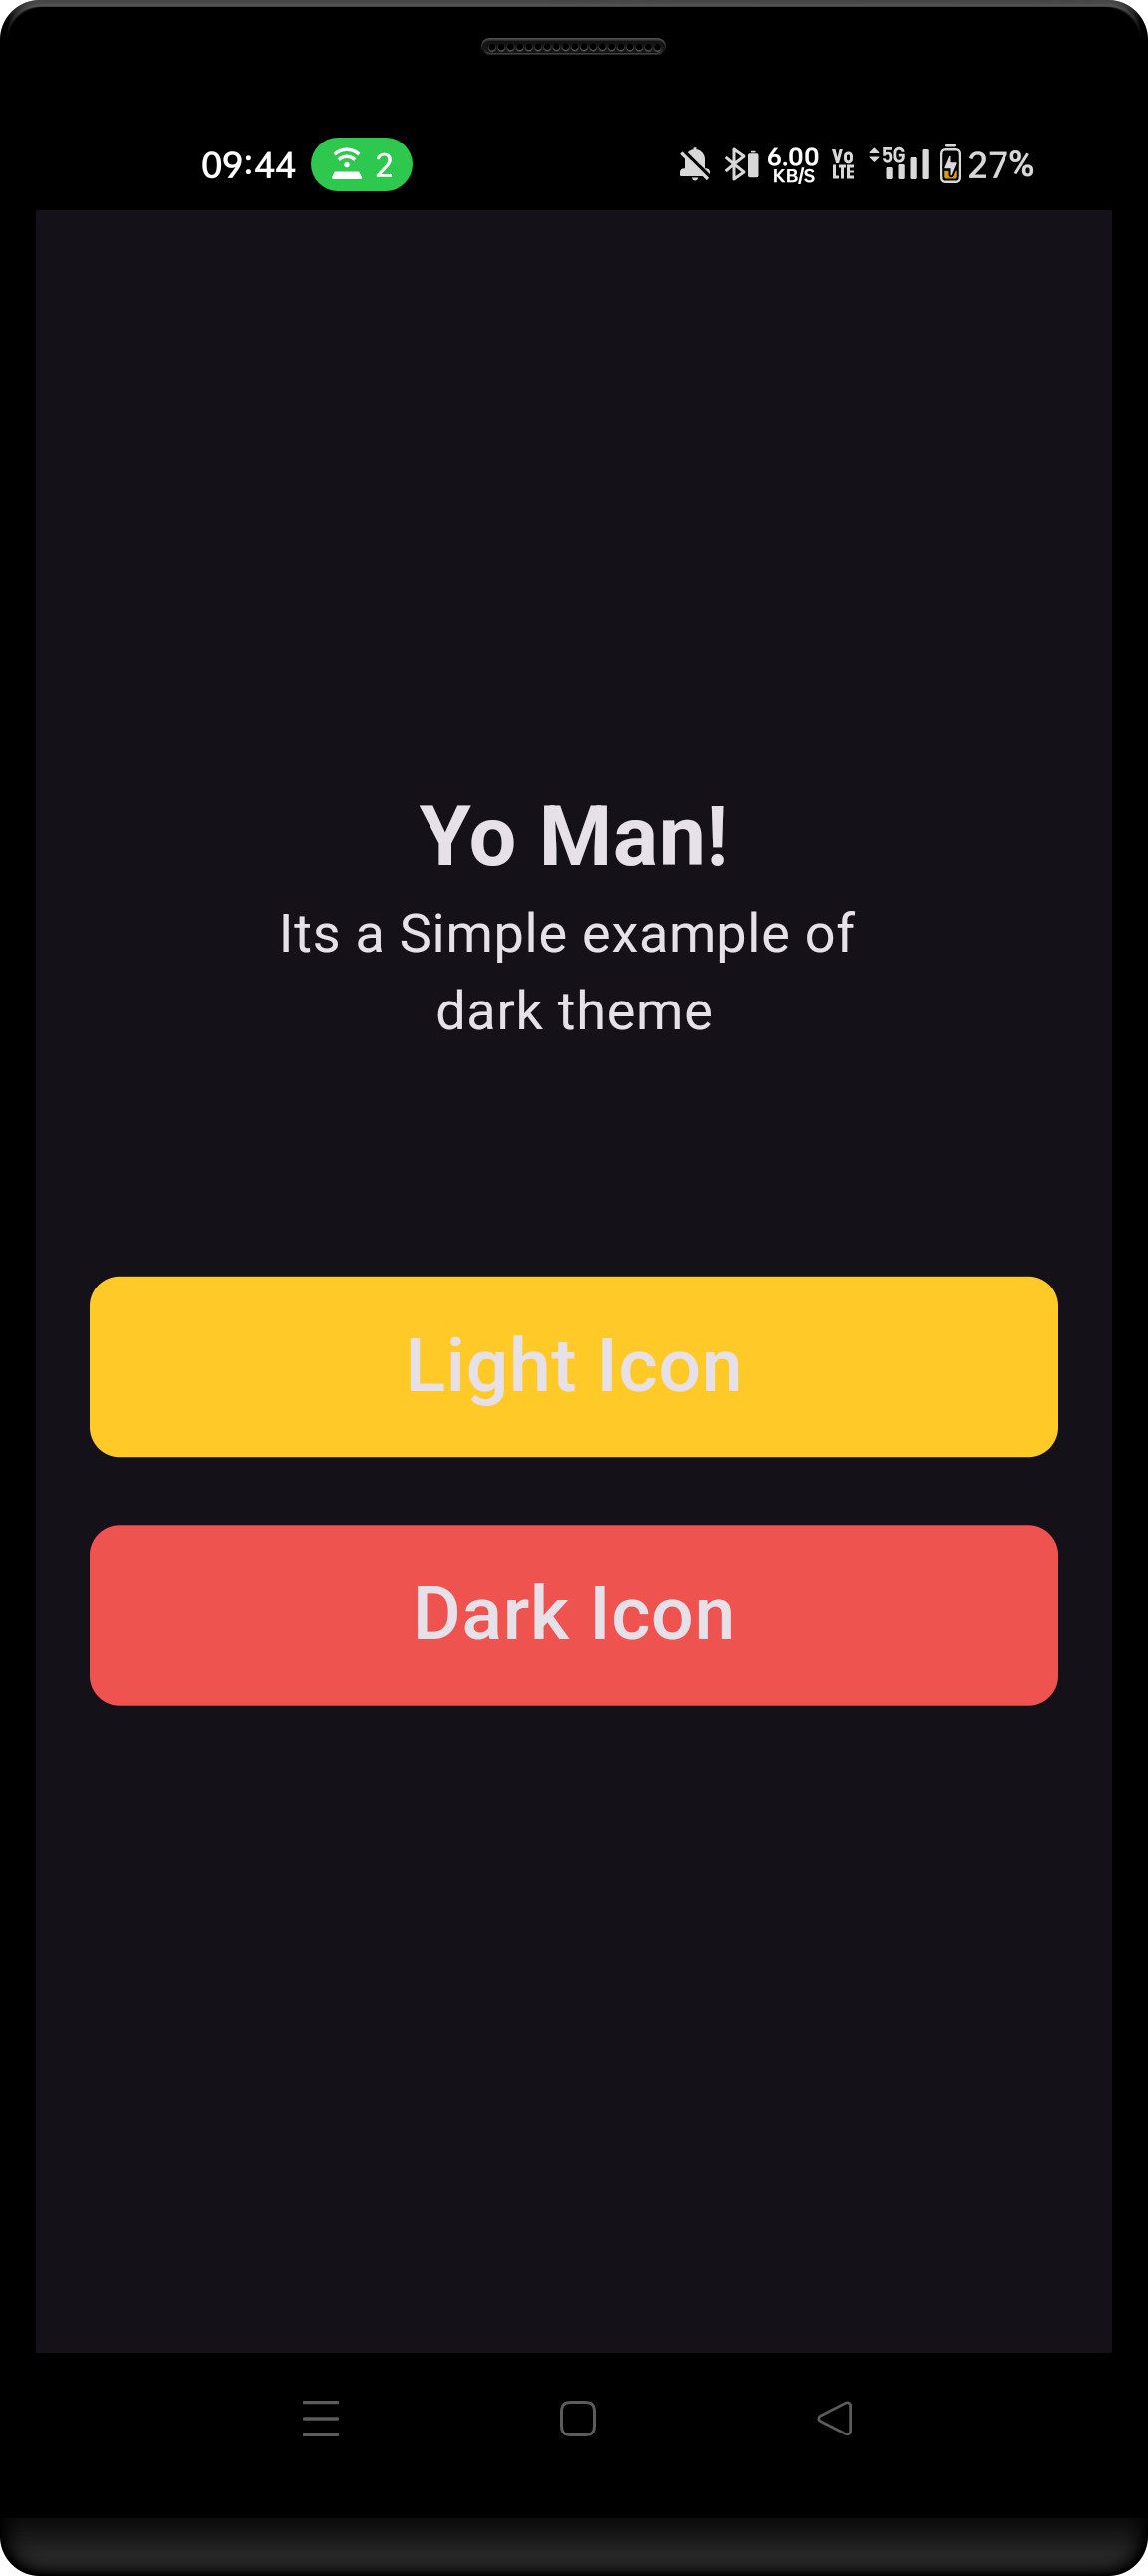 09:44 2 6.00 KB/S Vo LTE 5G 27%
Yo Man!
Its a Simple example of
dark theme
Light Icon
Dark Icon